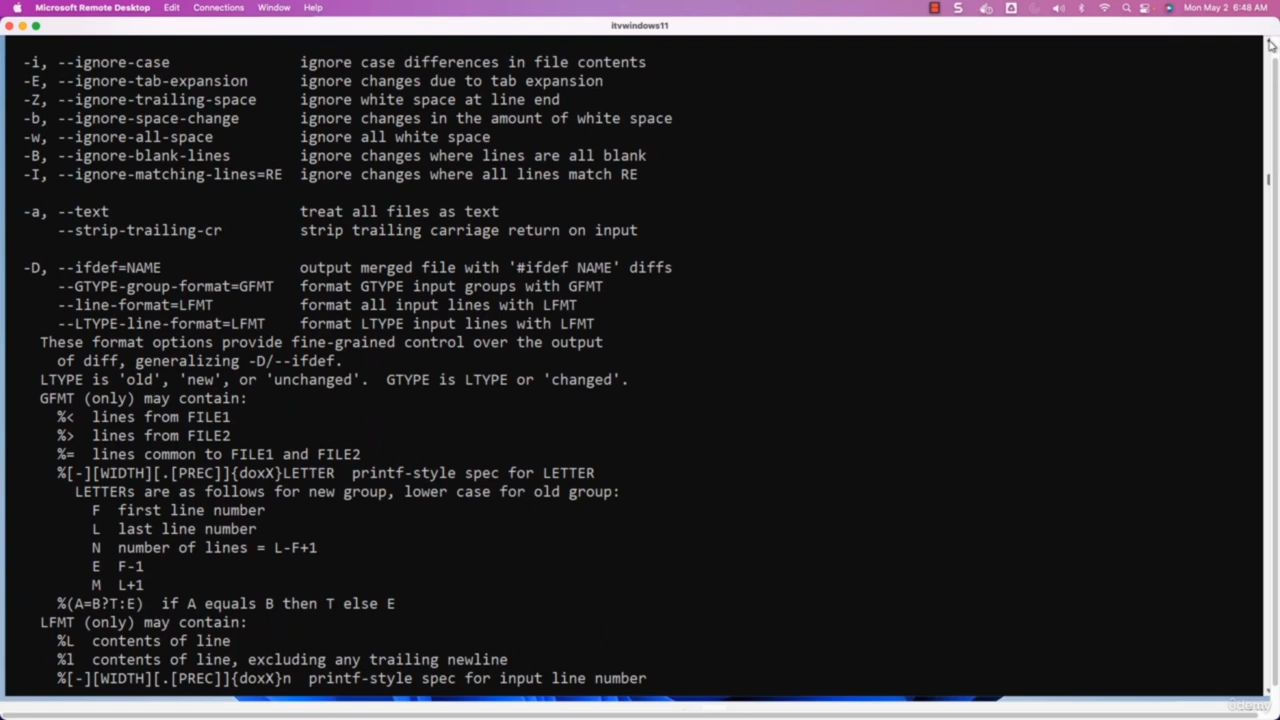 Microsoft Remote Desktop Edit Connections Window Help Mon May 2 6:48 AM
itvwindows11
-i, --ignore-case ignore case differences in file contents
-E, --ignore-tab-expansion ignore changes due to tab expansion
-Z, --ignore-trailing-space ignore white space at line end
-b, --ignore-space-change ignore changes in the amount of white space
-w, --ignore-all-space ignore all white space
-B, --ignore-blank-lines ignore changes where lines are all blank
-I, --ignore-matching-lines=RE ignore changes where all lines match RE
-a, --text treat all files as text
--strip-trailing-cr strip trailing carriage return on input
-D, --ifdef=NAME output merged file with '#ifdef NAME' diffs
--GTYPE-group-format=GFMT format GTYPE input groups with GFMT
--line-format=LFMT format all input lines with LFMT
--LTYPE-line-format=LFMT format LTYPE input lines with LFMT
These format options provide fine-grained control over the output
of diff, generalizing -D/--ifdef.
LTYPE is 'old', 'new', or 'unchanged'. GTYPE is LTYPE or 'changed'.
GFMT (only) may contain:
%< lines from FILE1
%> lines from FILE2
%= lines common to FILE1 and FILE2
%[-][WIDTH][.[PREC]]{doxX}LETTER printf-style spec for LETTER
LETTERs are as follows for new group, lower case for old group:
F first line number
L last line number
N number of lines = L-F+1
E F-1
M L+1
%(A=B?T:E) if A equals B then T else E
LFMT (only) may contain:
%L contents of line
%l contents of line, excluding any trailing newline
%[-][WIDTH][.[PREC]]{doxX}n printf-style spec for input line number
ûdemy